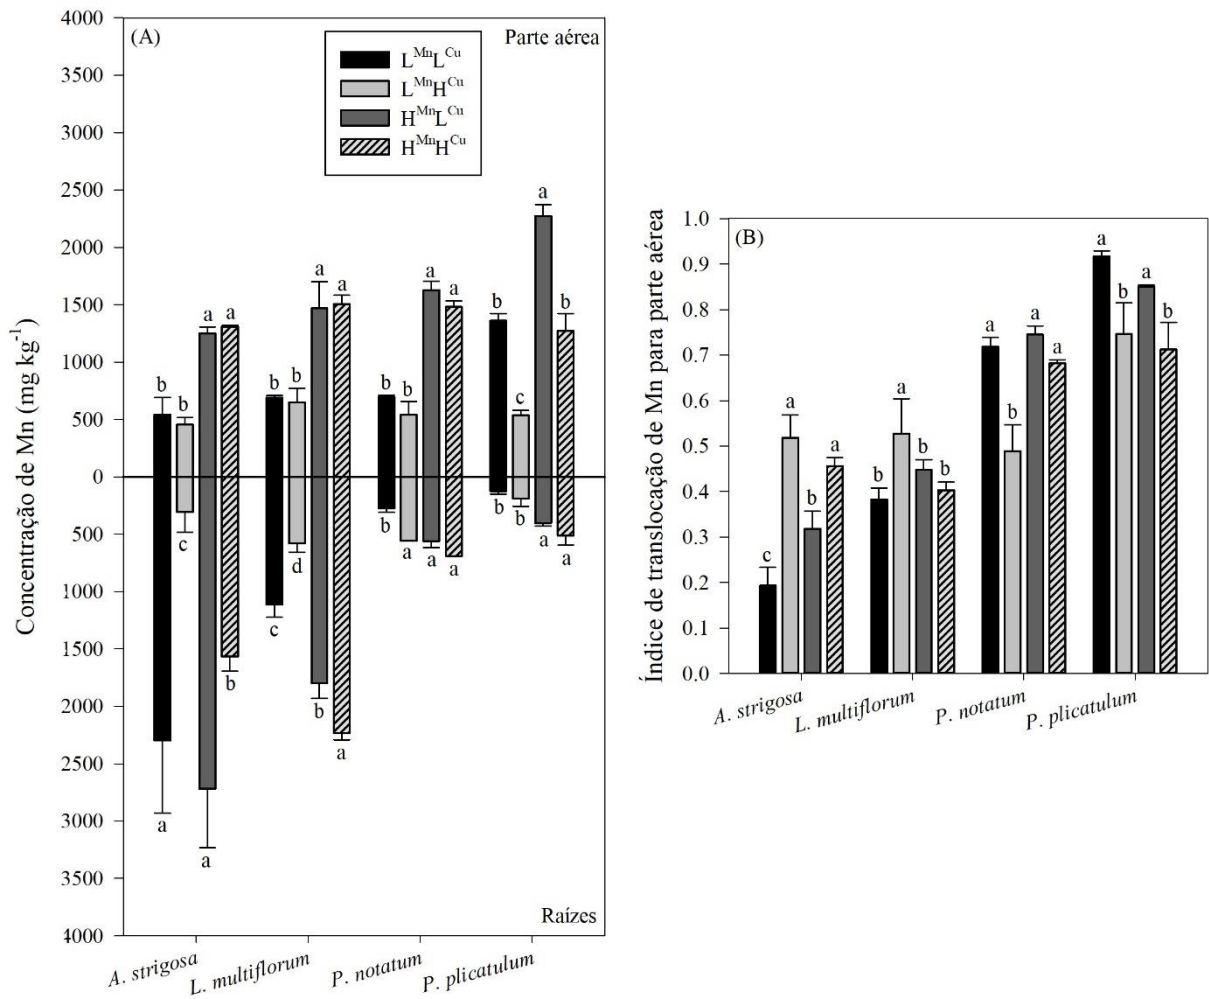 (A)
Parte aérea
L^Mn L^Cu
L^Mn H^Cu
H^Mn L^Cu
H^Mn H^Cu
Concentração de Mn (mg kg^-1)
4000
3500
3000
2500
2000
1500
1000
500
0
500
1000
1500
2000
2500
3000
3500
4000
b b a a
b b a a
b b a a
b c a b
a c a b
c d b a
b a a a
b b a a
Raízes
A. strigosa
L. multiflorum
P. notatum
P. plicatulum
(B)
Índice de translocação de Mn para parte aérea
1.0
0.9
0.8
0.7
0.6
0.5
0.4
0.3
0.2
0.1
0.0
c a b a
b a b b
a b a a
a b a b
A. strigosa
L. multiflorum
P. notatum
P. plicatulum